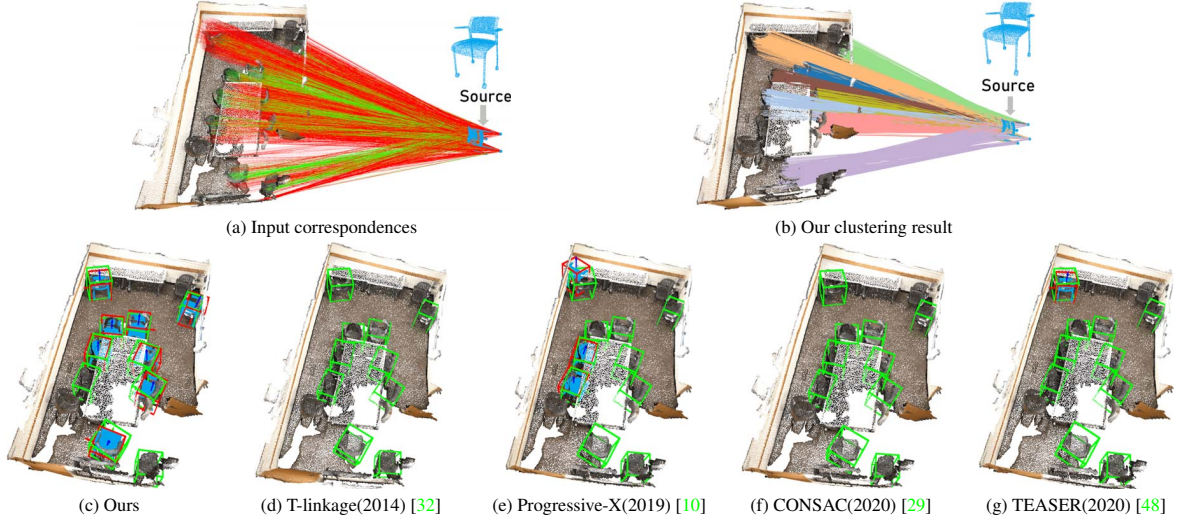 Source
Source
(a) Input correspondences
(b) Our clustering result
(c) Ours
(d) T-linkage(2014) [32]
(e) Progressive-X(2019) [10]
(f) CONSAC(2020) [29]
(g) TEASER(2020) [48]